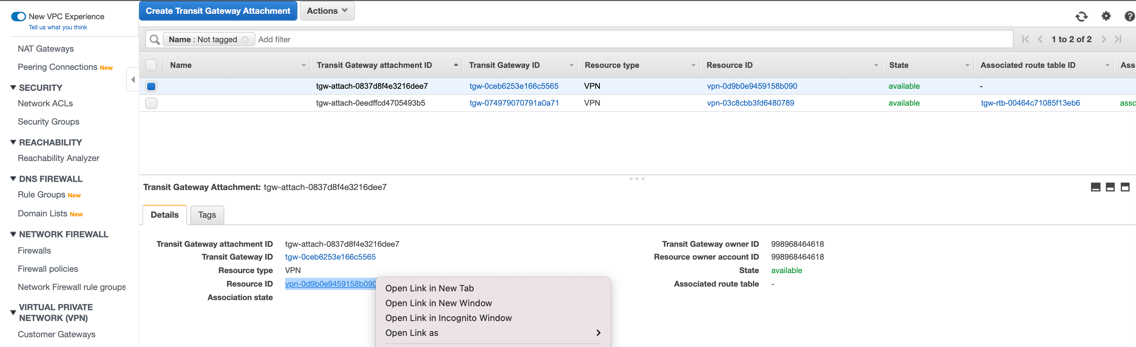 New VPC Experience
Tell us what you think
NAT Gateways
Peering Connections New
SECURITY
Network ACLs
Security Groups
REACHABILITY
Reachability Analyzer
DNS FIREWALL
Rule Groups New
Domain Lists New
NETWORK FIREWALL
Firewalls
Firewall policies
Network Firewall rule groups
VIRTUAL PRIVATE
NETWORK (VPN)
Customer Gateways
Create Transit Gateway Attachment Actions
Name : Not tagged Add filter 1 to 2 of 2
Name Transit Gateway attachment ID Transit Gateway ID Resource type Resource ID State Associated route table ID Ass
tgw-attach-0837d8f4e3216dee7 tgw-0ceb6253e166c5565 VPN vpn-0d9b0e9459158b090 available -
tgw-attach-0eedffcd4705493b5 tgw-074979070791a0a71 VPN vpn-03c8cbb3fd6480789 available tgw-rtb-00464c71085f13eb6 asso
Transit Gateway Attachment: tgw-attach-0837d8f4e3216dee7
Details Tags
Transit Gateway attachment ID tgw-attach-0837d8f4e3216dee7 Transit Gateway owner ID 998968464618
Transit Gateway ID tgw-0ceb6253e166c5565 Resource owner account ID 998968464618
Resource type VPN State available
Resource ID vpn-0d9b0e9459158b090 Associated route table -
Association state
Open Link in New Tab
Open Link in New Window
Open Link in Incognito Window
Open Link as